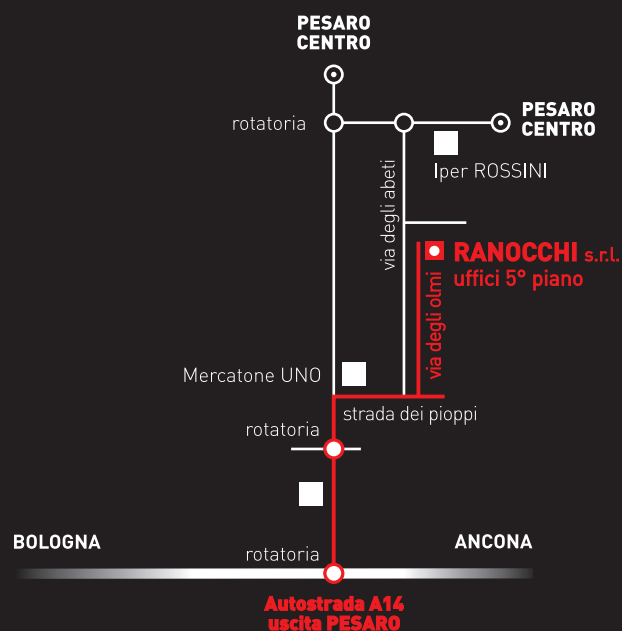 PESARO
CENTRO
rotatoria
PESARO
CENTRO
Iper ROSSINI
via degli abeti
RANOCCHI s.r.l.
uffici 5° piano
via degli olmi
Mercatone UNO
strada dei pioppi
rotatoria
BOLOGNA
ANCONA
rotatoria
Autostrada A14
uscita PESARO